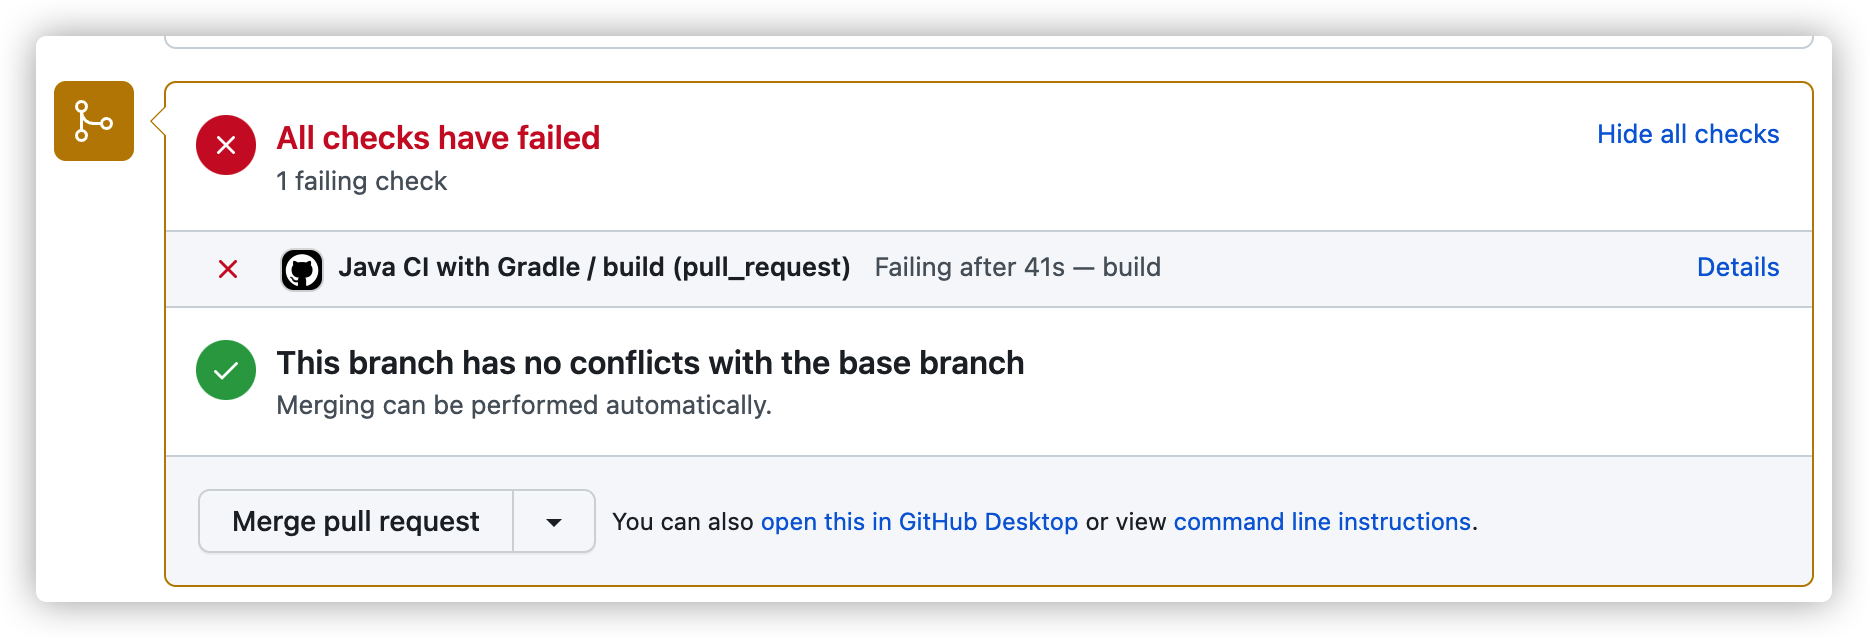 All checks have failed
Hide all checks
1 failing check
Java CI with Gradle / build (pull_request) Failing after 41s — build
Details
This branch has no conflicts with the base branch
Merging can be performed automatically.
Merge pull request
You can also open this in GitHub Desktop or view command line instructions.